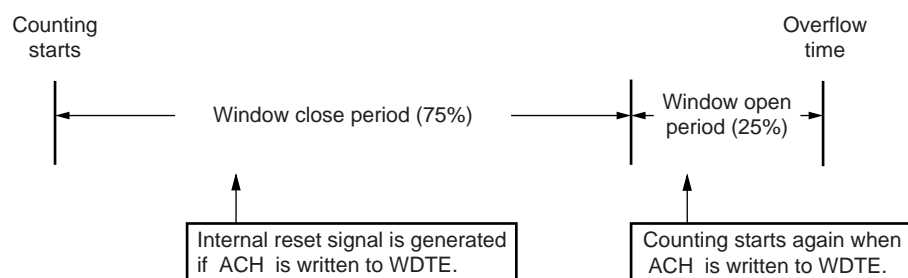 Counting
starts
Overflow
time
Window close period (75%)
Window open
period (25%)
Internal reset signal is generated
if ACH is written to WDTE.
Counting starts again when
ACH is written to WDTE.